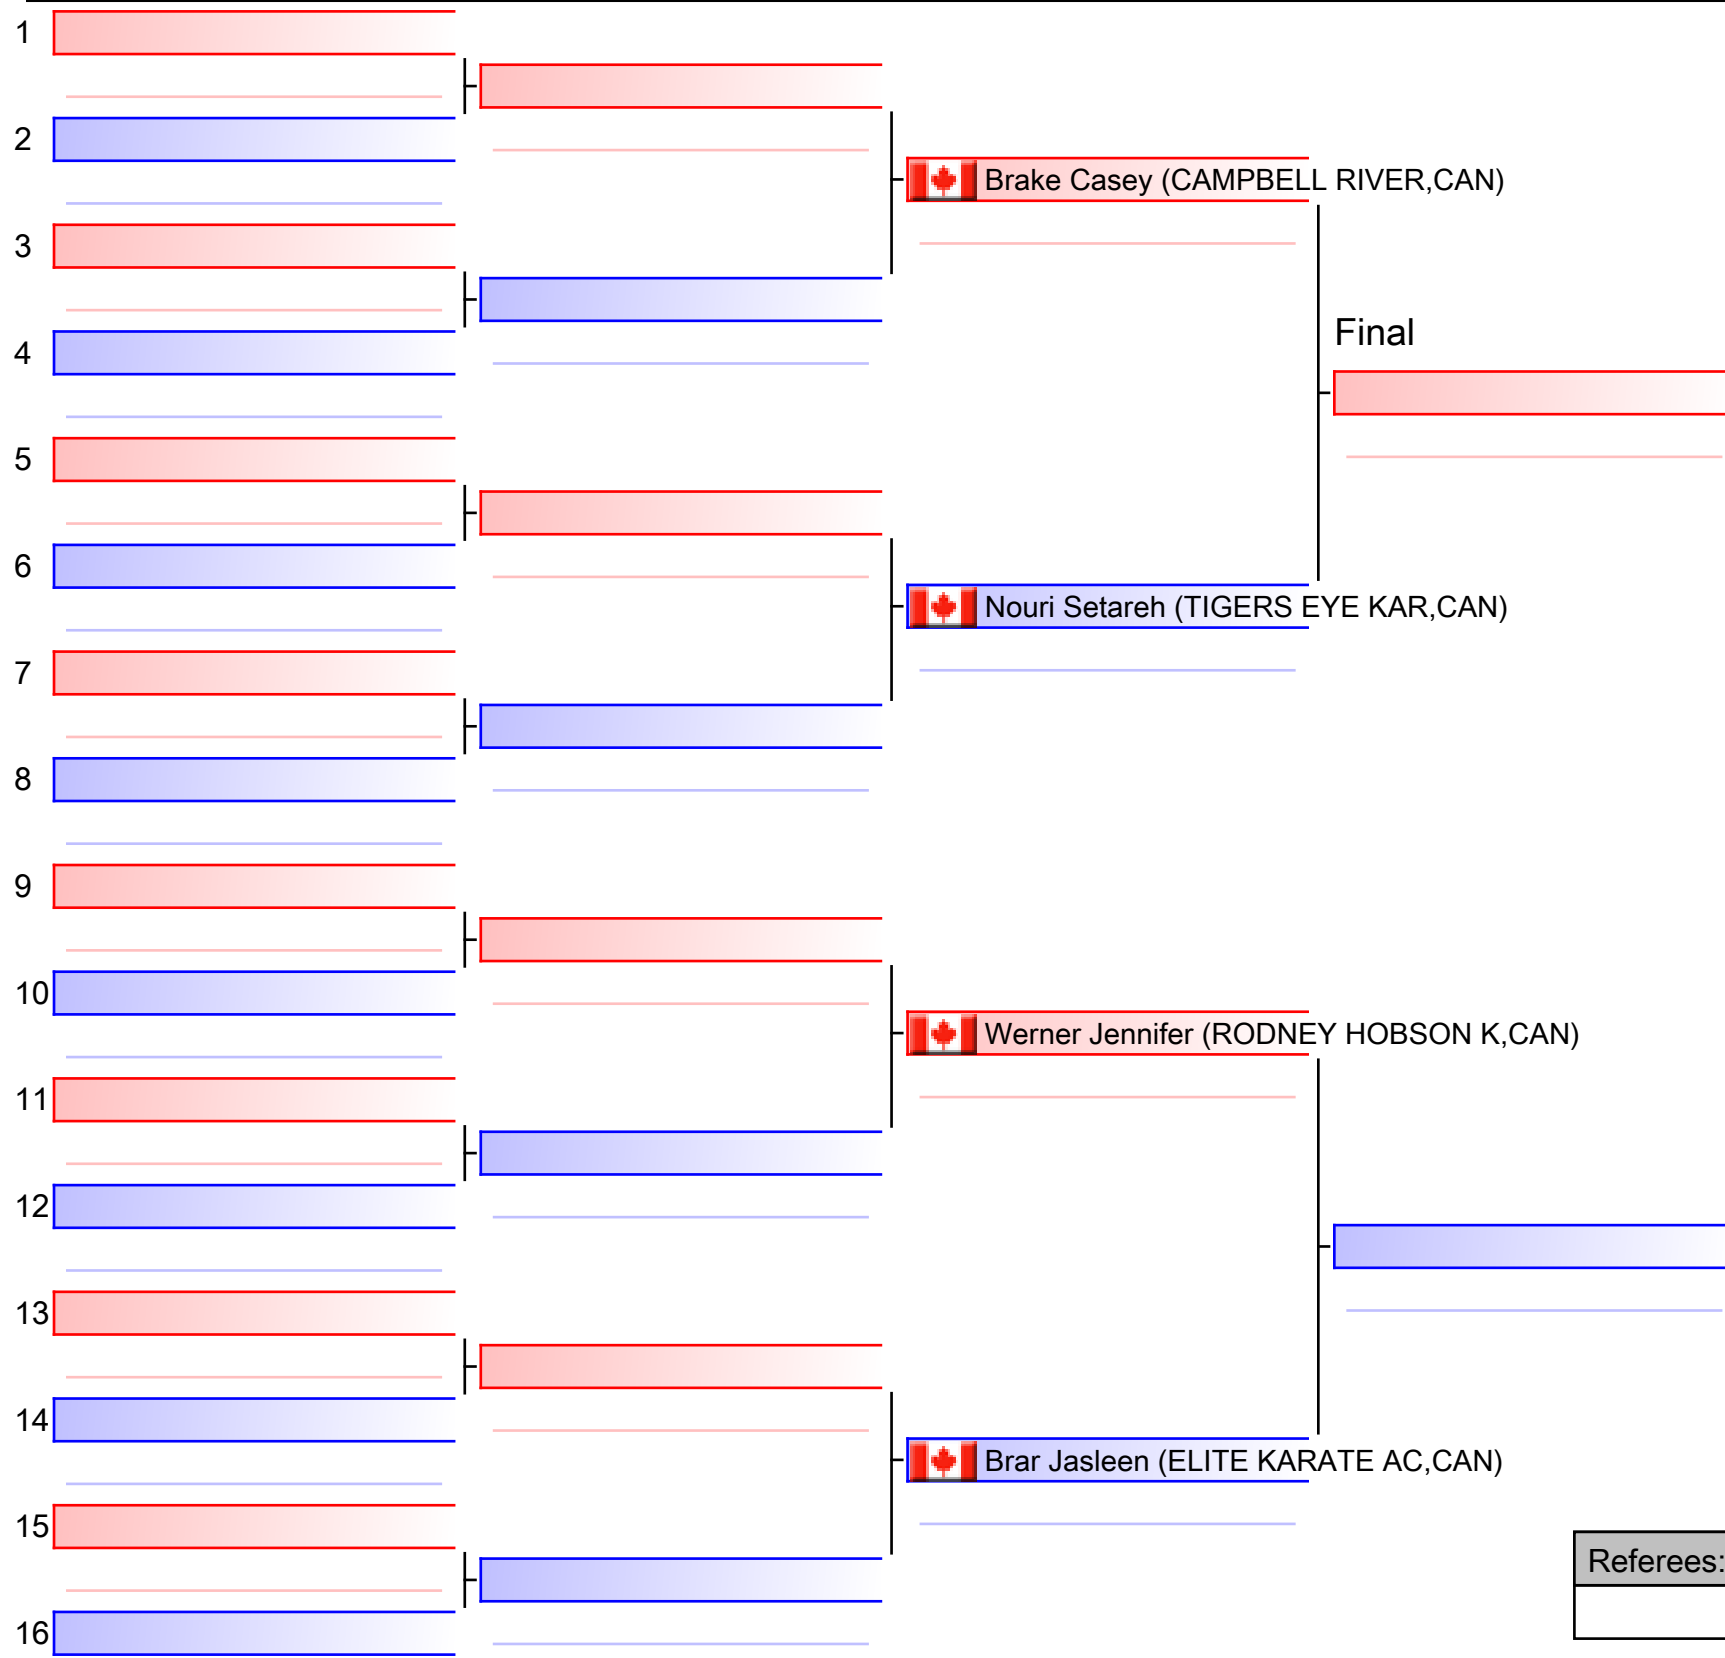 1
2
Brake Casey (CAMPBELL RIVER,CAN)
3
Final
4
5
6
Nouri Setareh (TIGERS EYE KAR,CAN)
7
8
9
10
Werner Jennifer (RODNEY HOBSON K,CAN)
11
12
13
14
Brar Jasleen (ELITE KARATE AC,CAN)
15
Referees:
16